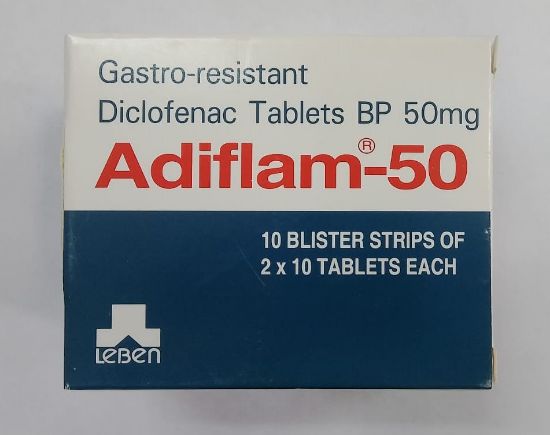 Gastro-resistant
Diclofenac Tablets BP 50mg
Adiflam®-50
10 BLISTER STRIPS OF
2 x 10 TABLETS EACH
LEBEN